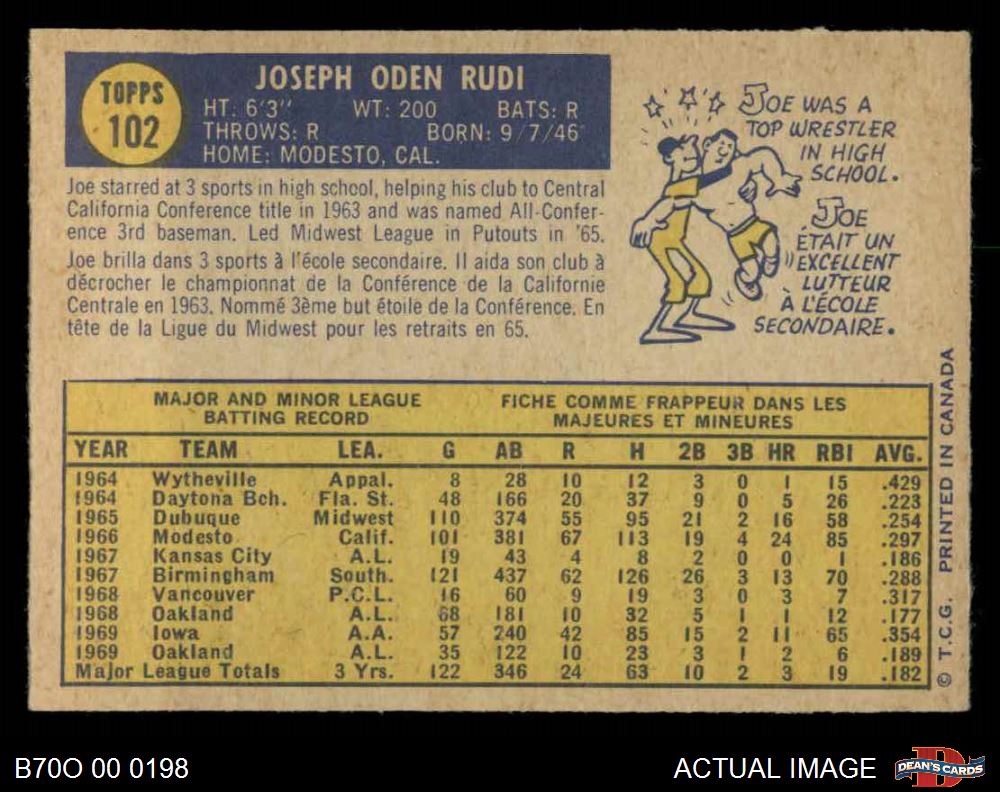 TOPPS
102
JOSEPH ODEN RUDI
HT: 6'3" WT: 200 BATS: R
THROWS: R BORN: 9/7/46
HOME: MODESTO, CAL.
Joe starred at 3 sports in high school, helping his club to Central
California Conference title in 1963 and was named All-Confer-
ence 3rd baseman. Led Midwest League in Putouts in '65.
Joe brilla dans 3 sports à l'école secondaire. Il aida son club à
décrocher le championnat de la Conférence de la Californie
Centrale en 1963. Nommé 3ème but étoile de la Conférence. En
tête de la Ligue du Midwest pour les retraits en 65.
JOE WAS A
TOP WRESTLER
IN HIGH
SCHOOL.
JOE
ÉTAIT UN
EXCELLENT
LUTTEUR
À L'ÉCOLE
SECONDAIRE.
MAJOR AND MINOR LEAGUE
BATTING RECORD
FICHE COMME FRAPPEUR DANS LES
MAJEURES ET MINEURES
YEAR TEAM LEA. G AB R H 2B 3B HR RBI AVG.
1964 Wytheville Appal. 8 28 10 12 3 0 1 15 .429
1964 Daytona Bch. Fla. St. 48 166 20 37 9 0 5 26 .223
1965 Dubuque Midwest 110 374 55 95 21 2 16 58 .254
1966 Modesto Calif. 101 381 67 113 19 4 24 85 .297
1967 Kansas City A.L. 19 43 4 8 2 0 0 1 .186
1967 Birmingham South. 121 437 62 126 26 3 13 70 .288
1968 Vancouver P.C.L. 16 60 9 19 3 0 3 7 .317
1968 Oakland A.L. 68 181 10 32 5 1 1 12 .177
1969 Iowa A.A. 57 240 42 85 15 2 11 65 .354
1969 Oakland A.L. 35 122 10 23 3 1 2 6 .189
Major League Totals 3 Yrs. 122 346 24 63 10 2 3 19 .182
© T.C.G. PRINTED IN CANADA
B70O 00 0198
ACTUAL IMAGE
DEAN'S CARDS